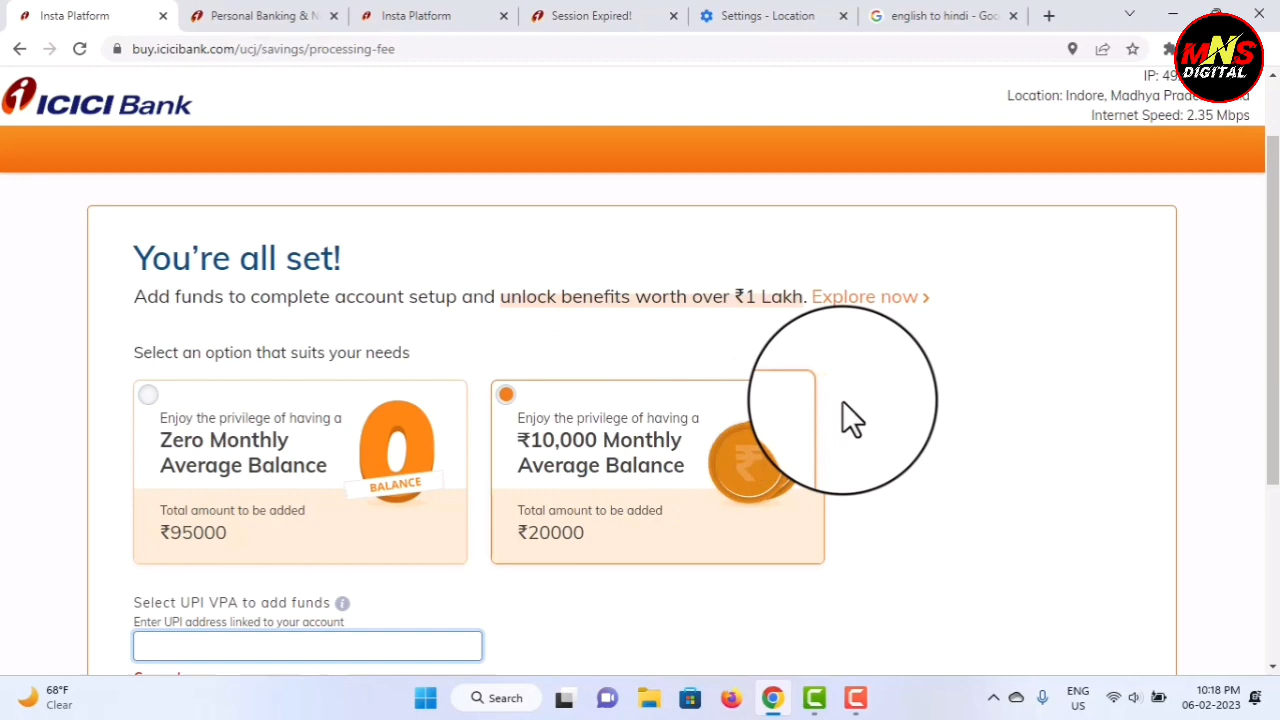 Insta Platform
Personal Banking & N
Insta Platform
Session Expired!
Settings - Location
english to hindi - Goo
buy.icicibank.com/ucj/savings/processing-fee
MNS
DIGITAL
ICICI Bank
IP: 49
Location: Indore, Madhya Prade
Internet Speed: 2.35 Mbps
You're all set!
Add funds to complete account setup and unlock benefits worth over ₹1 Lakh. Explore now ›
Select an option that suits your needs
Enjoy the privilege of having a
Zero Monthly
Average Balance
0
BALANCE
Total amount to be added
₹95000
Enjoy the privilege of having a
₹10,000 Monthly
Average Balance
₹
Total amount to be added
₹20000
Select UPI VPA to add funds i
Enter UPI address linked to your account
68°F
Clear
Search
ENG
US
10:18 PM
06-02-2023